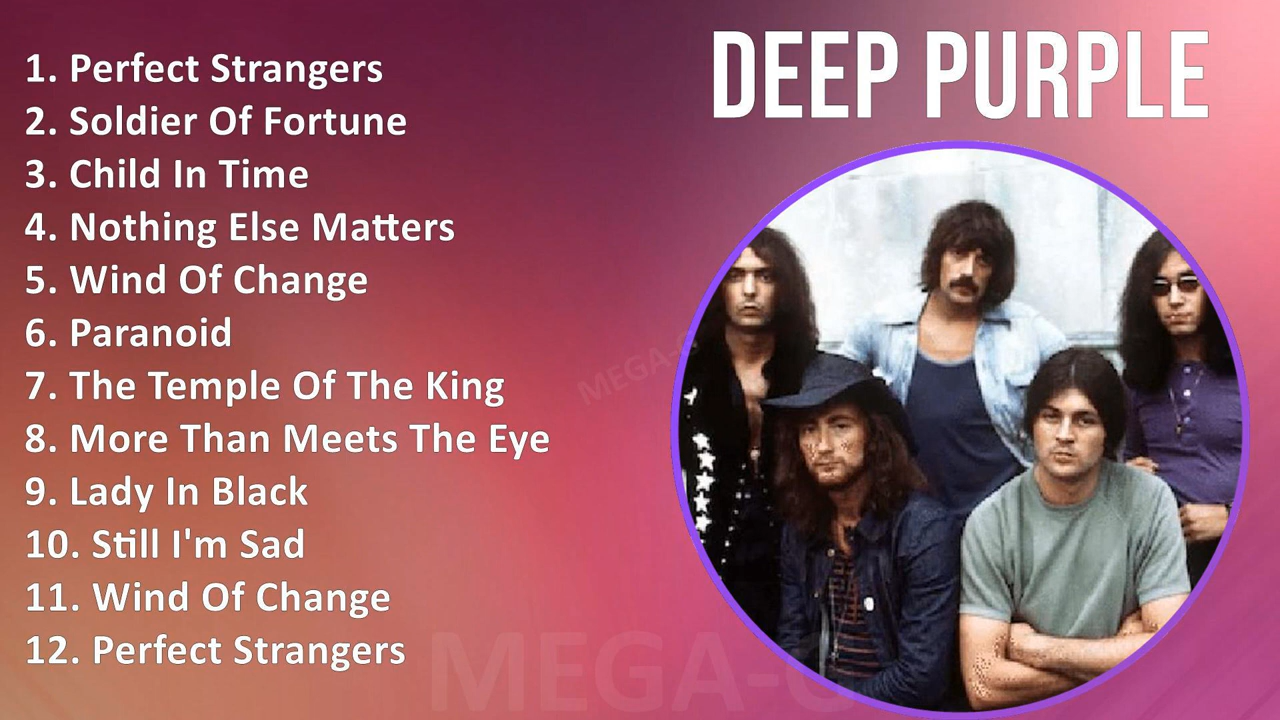 DEEP PURPLE
1. Perfect Strangers
2. Soldier Of Fortune
3. Child In Time
4. Nothing Else Matters
5. Wind Of Change
6. Paranoid
7. The Temple Of The King
8. More Than Meets The Eye
9. Lady In Black
10. Still I'm Sad
11. Wind Of Change
12. Perfect Strangers
MEGA-G
MEGA-G